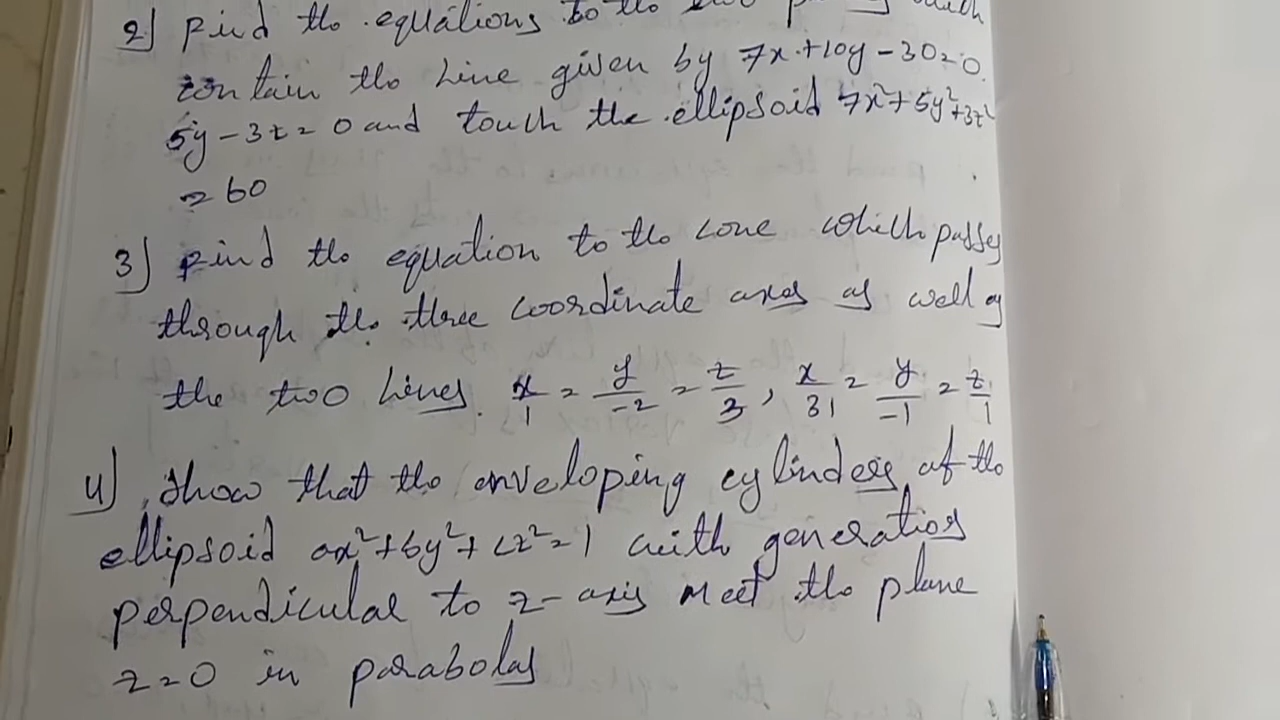 2) Find the equations to the two which
contain the line given by 7x+10y-30=0.
5y-3z=0 and touch the ellipsoid 7x²+5y²+3z²
=60
3) Find the equation to the cone which passes
through the three coordinate axes as well as
the two lines. x/1 = y/-2 = z/3, x/31 = y/-1 = z/1
4) Show that the enveloping cylinders of the
ellipsoid ax²+by²+cz²=1 with generatios
perpendicular to z-axis meet the plane
z=0 in parabolas